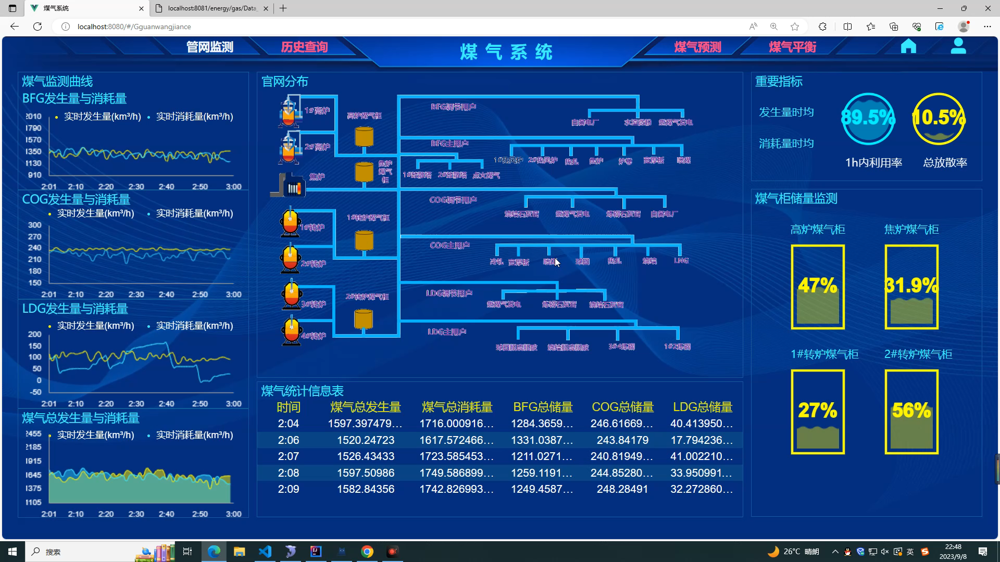 煤气系统
localhost:8081/energy/gas/Data_
localhost:8080/#/Gguanwangjiance
管网监测
历史查询
煤气系统
煤气预测
煤气平衡
煤气监测曲线
BFG发生量与消耗量
实时发生量(km³/h)
实时消耗量(km³/h)
2010
1790
1570
1350
1130
910
2:01 2:10 2:20 2:30 2:40 2:50 3:00
COG发生量与消耗量
实时发生量(km³/h)
实时消耗量(km³/h)
300
270
240
210
180
150
2:01 2:10 2:20 2:30 2:40 2:50 3:00
LDG发生量与消耗量
实时发生量(km³/h)
实时消耗量(km³/h)
200
150
100
50
0
-50
2:01 2:10 2:20 2:30 2:40 2:50 3:00
煤气总发生量与消耗量
实时发生量(km³/h)
实时消耗量(km³/h)
2455
2185
1915
1645
1375
1105
2:01 2:10 2:20 2:30 2:40 2:50 3:00
官网分布
1#高炉
2#高炉
焦炉
1#转炉
2#转炉
3#转炉
4#转炉
高炉煤气柜
焦炉
煤气
柜
1#转炉煤气柜
2#转炉煤气柜
BFG调节用户
自备电厂 水渣微粉 燃煤气发电
BFG主用户
1#热风炉 2#热风炉 热轧 焦炉 炉卷 宽厚板 喷煤
1#放散塔 2#放散塔 点火煤气
COG调节用户
烧结石灰窑 燃煤气发电 炼钢石灰窑 自备电厂
COG主用户
冷轧 宽厚板 球团 热轧 烧结 LNG
LDG调节用户
燃煤气发电 炼钢石灰窑 烧结石灰窑
LDG主用户
球团脱硫脱酸 烧结脱硫脱酸 3#4炼钢 1#2炼钢
煤气统计信息表
时间 煤气总发生量 煤气总消耗量 BFG总储量 COG总储量 LDG总储量
2:04 1597.397479... 1716.000916... 1284.3659... 246.61669... 40.413950...
2:06 1520.24723 1617.572466... 1331.0387... 243.84179 17.794236...
2:07 1526.43433 1723.585453... 1211.0271... 240.81949... 41.002210...
2:08 1597.50986 1749.586899... 1259.1191... 244.85280... 33.950991...
2:09 1582.84356 1742.826993... 1249.4587... 248.28491 32.272860...
重要指标
发生量时均
消耗量时均
89.5%
10.5%
1h内利用率
总放散率
煤气柜储量监测
高炉煤气柜
焦炉煤气柜
47%
31.9%
1#转炉煤气柜
2#转炉煤气柜
27%
56%
搜索
26°C 晴朗
英
22:48
2023/9/8